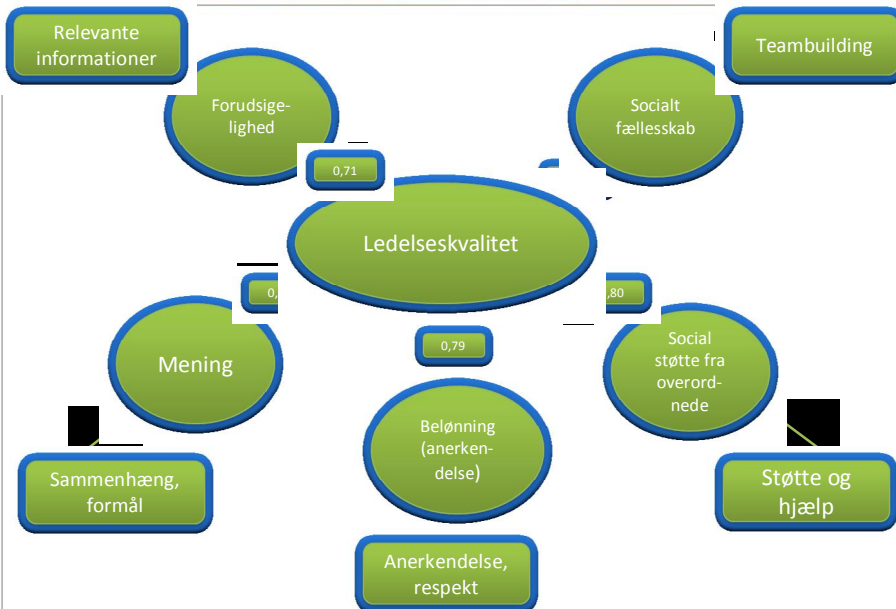 Relevante
informationer
Teambuilding
Forudsige-
lighed
Socialt
fællesskab
0,71
Ledelseskvalitet
0,
,80
0,79
Mening
Social
støtte fra
overord-
nede
Belønning
(anerken-
delse)
Sammenhæng,
formål
Støtte og
hjælp
Anerkendelse,
respekt